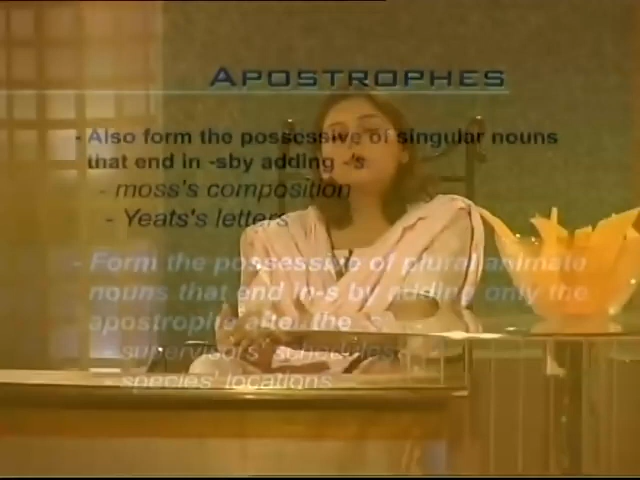 APOSTROPHES
- Also form the possessive of singular nouns
that end in -sby adding -'s
- moss's composition
- Yeats's letters
- Form the possessive of plural animate
nouns that end in-s by adding only the
apostrophe after the
- supervisors' schedules
- species' locations